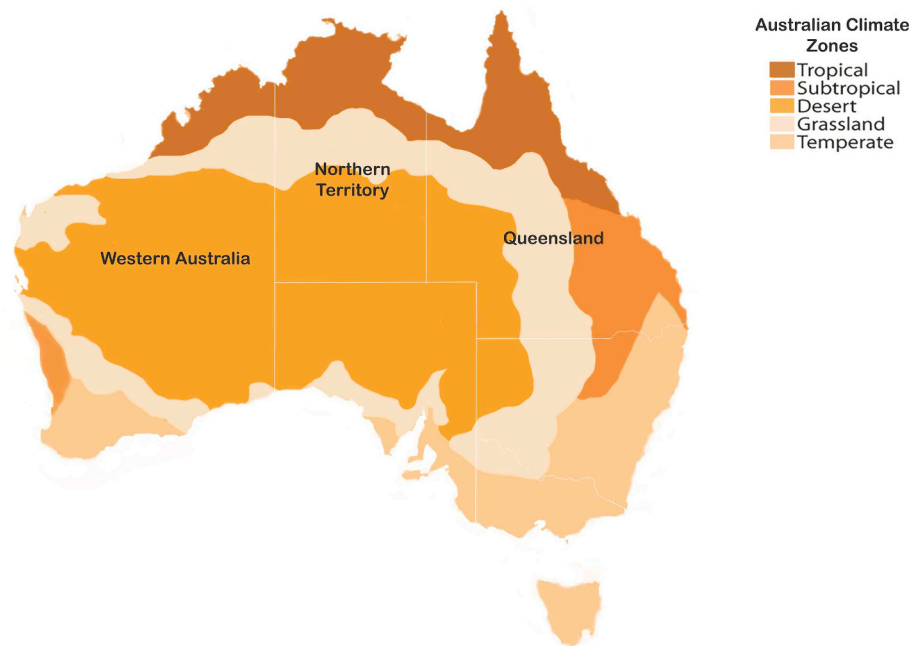 Australian Climate
Zones
Tropical
Subtropical
Desert
Grassland
Temperate
Northern
Territory
Queensland
Western Australia